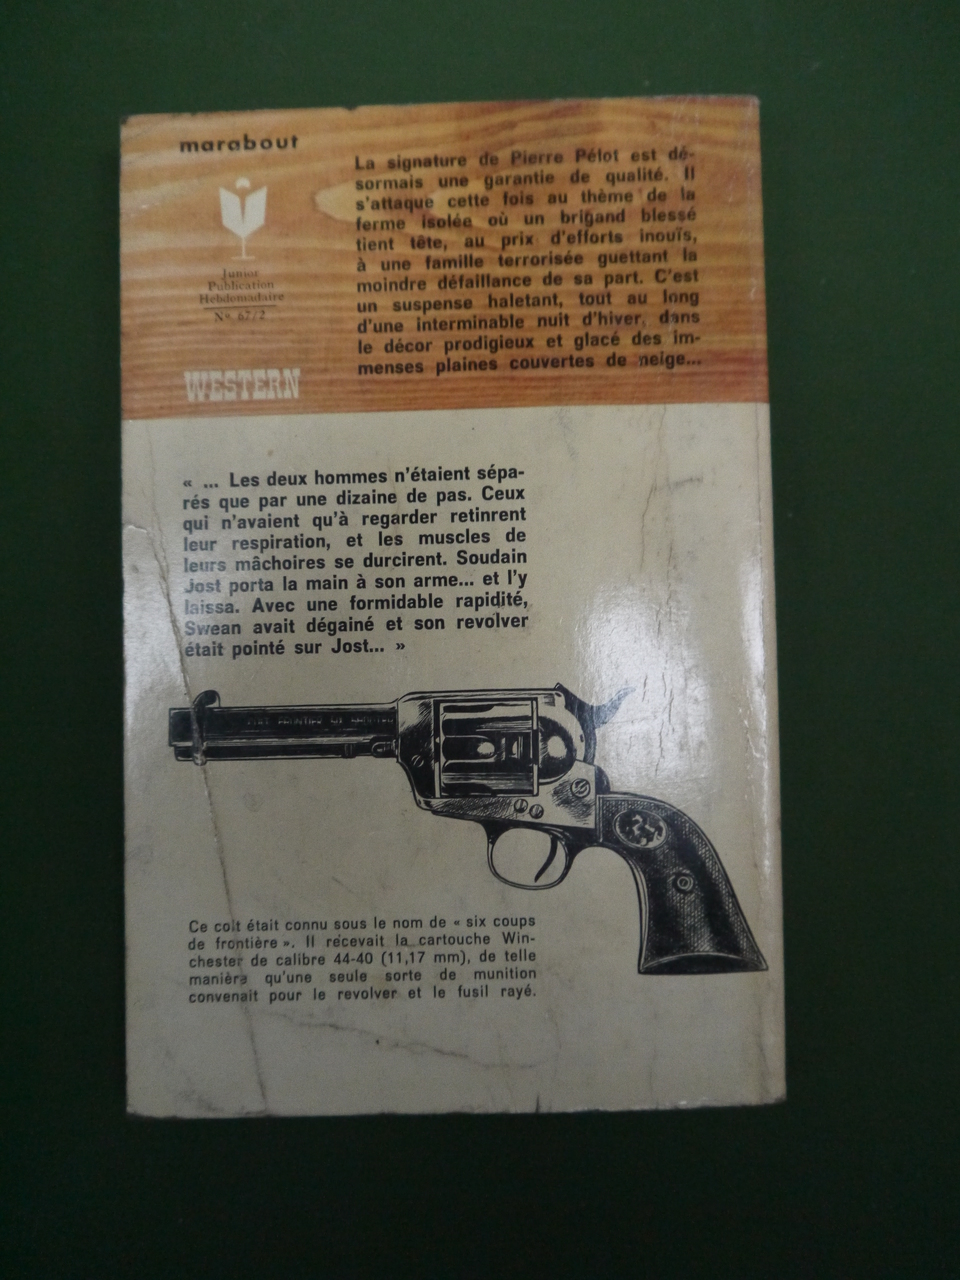 marabout
Junior
Publication
Hebdomadaire
No. 67/2
WESTERN
La signature de Pierre Pélot est dé-
sormais une garantie de qualité. Il
s'attaque cette fois au thème de la
ferme isolée où un brigand blessé
tient tête, au prix d'efforts inouïs,
à une famille terrorisée guettant la
moindre défaillance de sa part. C'est
un suspense haletant, tout au long
d'une interminable nuit d'hiver, dans
le décor prodigieux et glacé des im-
menses plaines couvertes de neige...
« ... Les deux hommes n'étaient sépa-
rés que par une dizaine de pas. Ceux
qui n'avaient qu'à regarder retinrent
leur respiration, et les muscles de
leurs mâchoires se durcirent. Soudain
Jost porta la main à son arme... et l'y
laissa. Avec une formidable rapidité,
Swean avait dégainé et son revolver
était pointé sur Jost... »
Ce colt était connu sous le nom de « six coups
de frontière ». Il recevait la cartouche Win-
chester de calibre 44-40 (11,17 mm), de telle
manière qu'une seule sorte de munition
convenait pour le revolver et le fusil rayé.